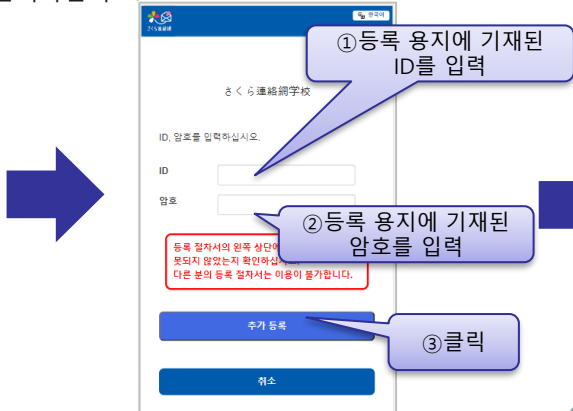 さくら連絡網
한국어
①등록 용지에 기재된
ID를 입력
さくら連絡網学校
ID, 암호를 입력하십시오.
ID
암호
②등록 용지에 기재된
암호를 입력
등록 절차서의 왼쪽 상단에
못되지 않았는지 확인하십
다른 분의 등록 절차서는 이용이 불가합니다.
추가 등록
③클릭
취소